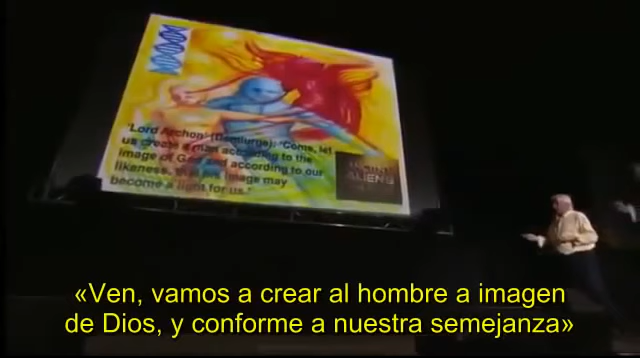 'Lord Archon' (Demiurge): "Come, let
us create a man according to the
image of God and according to our
likeness, that his image may
become a light for us."
ALIENS
«Ven, vamos a crear al hombre a imagen
de Dios, y conforme a nuestra semejanza»